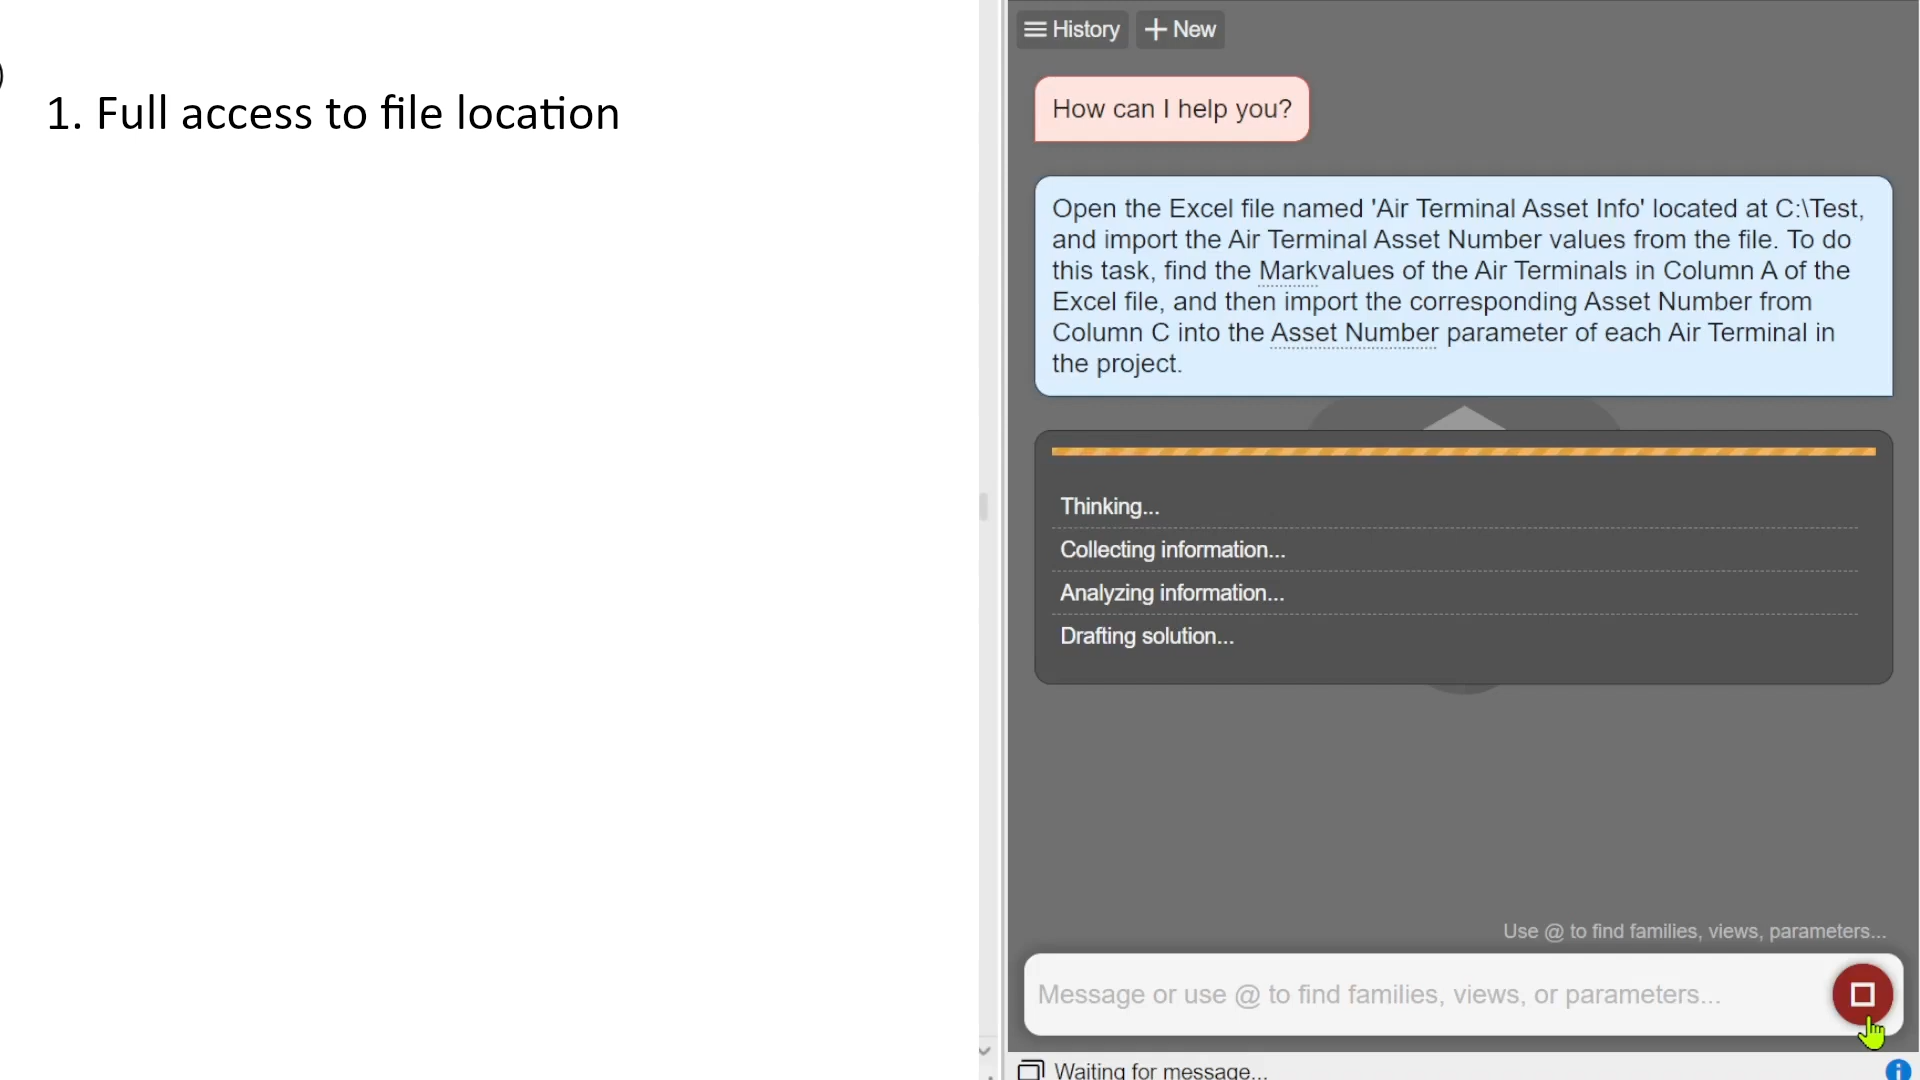 1. Full access to file location
History
New
How can I help you?
Open the Excel file named 'Air Terminal Asset Info' located at C:\Test,
and import the Air Terminal Asset Number values from the file. To do
this task, find the Markvalues of the Air Terminals in Column A of the
Excel file, and then import the corresponding Asset Number from
Column C into the Asset Number parameter of each Air Terminal in
the project.
Thinking...
Collecting information...
Analyzing information...
Drafting solution...
Use @ to find families, views, parameters...
Message or use @ to find families, views, or parameters...
Waiting for message...